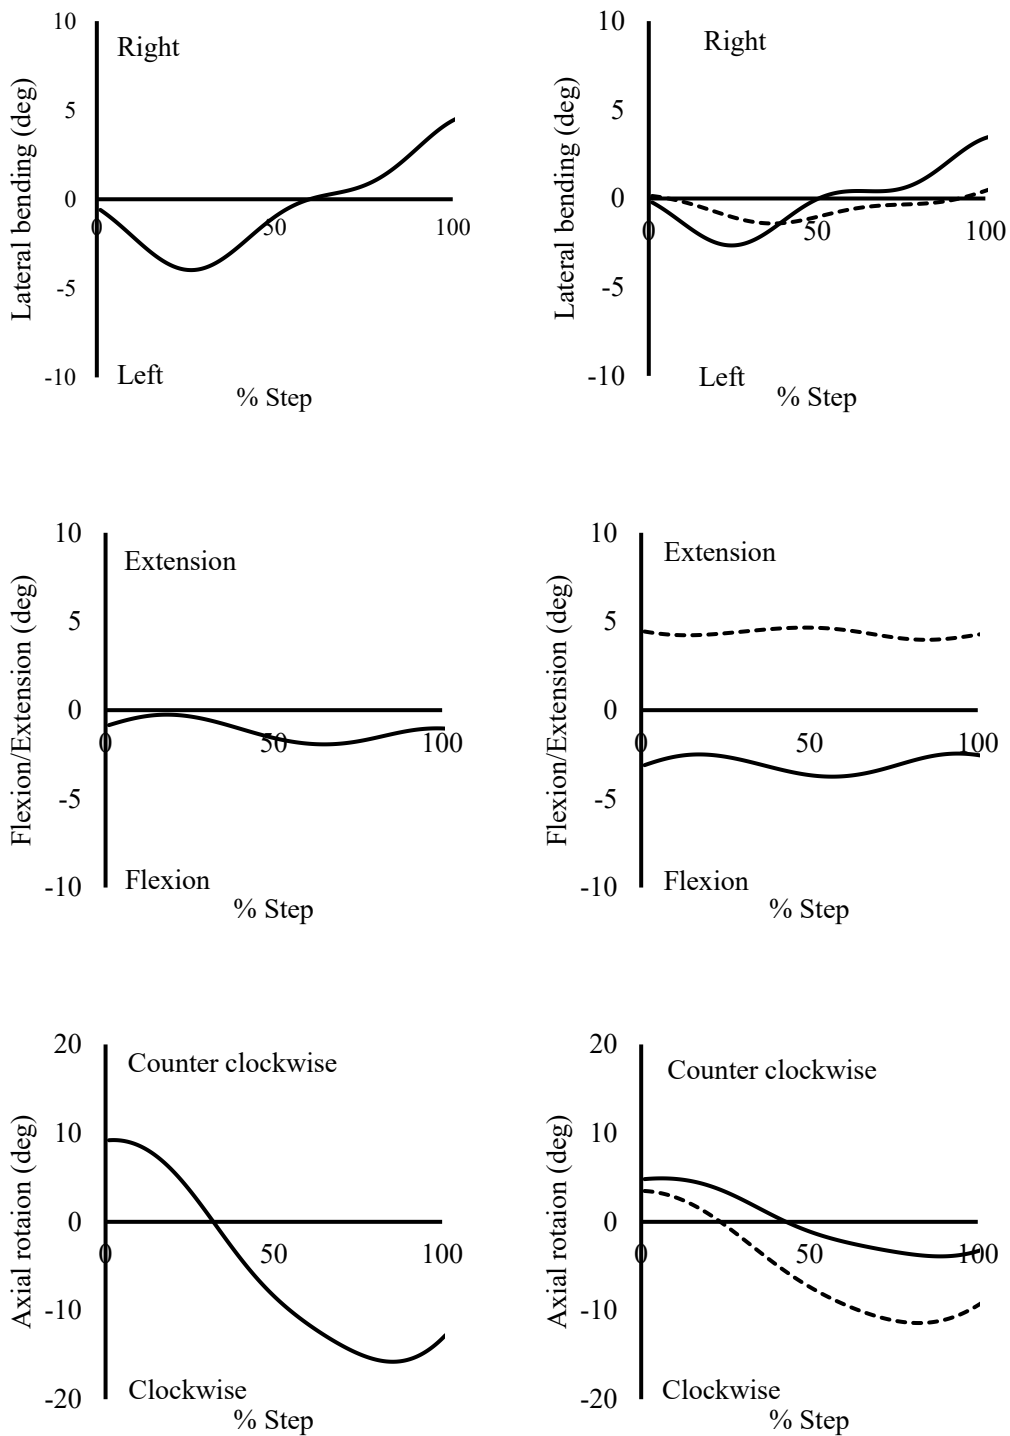 10
Right
5
0
0
50
100
-5
-10
Left
% Step
Lateral bending (deg)
10
Right
5
0
0
50
100
-5
-10
Left
% Step
Lateral bending (deg)
10
Extension
5
0
0
50
100
-5
-10
Flexion
% Step
Flexion/Extension (deg)
10
Extension
5
0
0
50
100
-5
-10
Flexion
% Step
Flexion/Extension (deg)
20
Counter clockwise
10
0
0
50
100
-10
-20
Clockwise
% Step
Axial rotaion (deg)
20
Counter clockwise
10
0
0
50
100
-10
-20
Clockwise
% Step
Axial rotaion (deg)